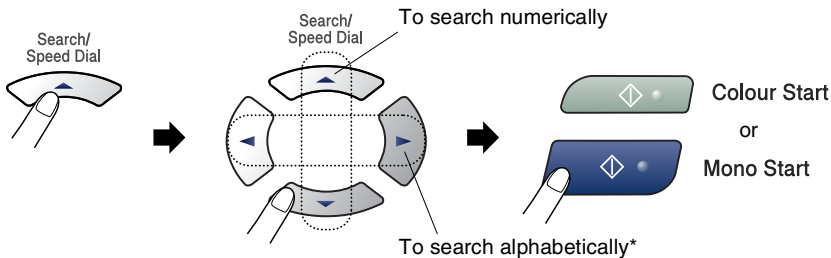 Search/
Speed Dial
Search/
Speed Dial
To search numerically
To search alphabetically*
Colour Start
or
Mono Start